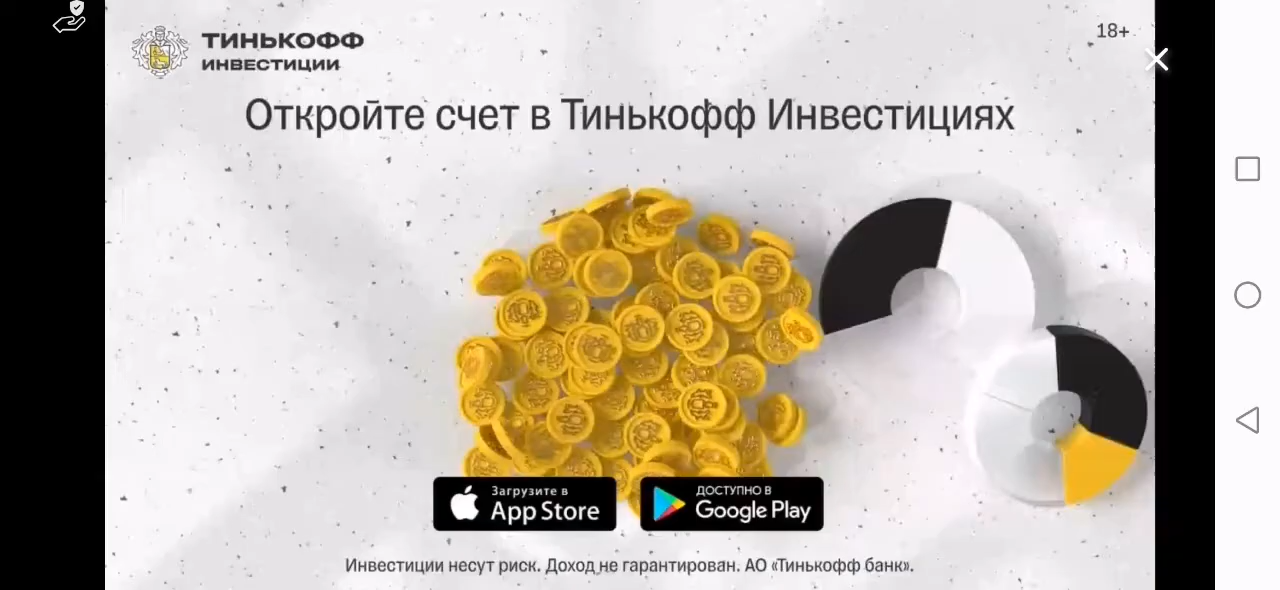 ТИНЬКОФФ
ИНВЕСТИЦИИ
18+
Откройте счет в Тинькофф Инвестициях
Загрузите в
App Store
ДОСТУПНО В
Google Play
Инвестиции несут риск. Доход не гарантирован. АО «Тинькофф банк».